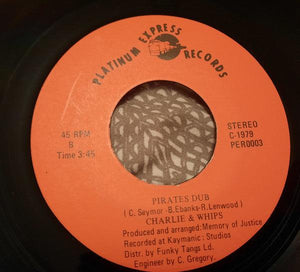 PLATINUM EXPRESS
RECORDS
45 RPM
B
Time 3:45
STEREO
C-1979
PER0003
PIRATES DUB
( C. Seymor - B.Ebanks-R.Lenwood )
CHARLIE & WHIPS
Produced and arranged: Memory of Justice
Recorded at Kaymanic : Studios
Distr. by Funky Tangs Ld.
Engineer by C. Gregory.